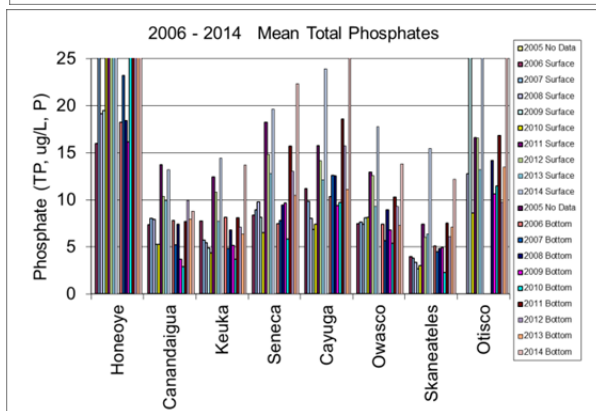 2006 - 2014 Mean Total Phosphates
Phosphate (TP, ug/L, P)
25
20
15
10
5
0
Honeoye
Canandaigua
Keuka
Seneca
Cayuga
Owasco
Skaneateles
Otisco
2005 No Data
2006 Surface
2007 Surface
2008 Surface
2009 Surface
2010 Surface
2011 Surface
2012 Surface
2013 Surface
2014 Surface
2005 No Data
2006 Bottom
2007 Bottom
2008 Bottom
2009 Bottom
2010 Bottom
2011 Bottom
2012 Bottom
2013 Bottom
2014 Bottom